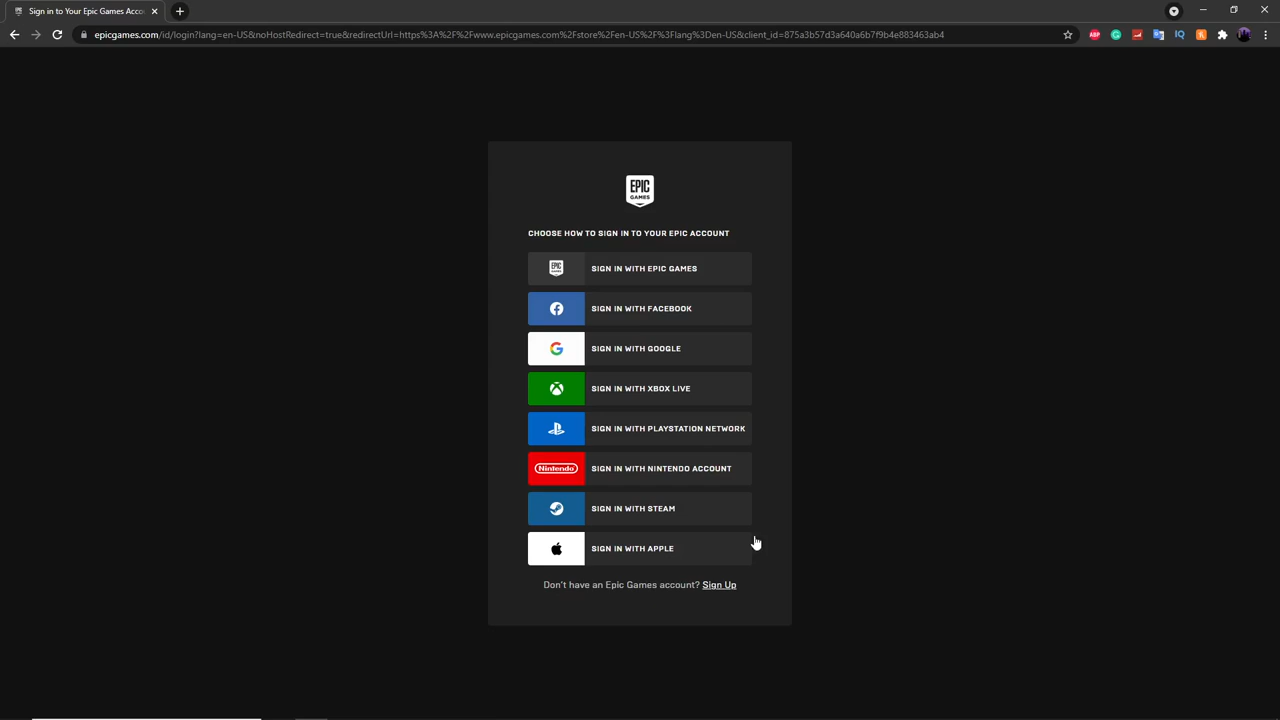 Sign in to Your Epic Games Acco
epicgames.com/id/login?lang=en-US&noHostRedirect=true&redirectUrl=https%3A%2F%2Fwww.epicgames.com%2Fstore%2Fen-US%2F%3Flang%3Den-US&client_id=875a3b57d3a640a6b7f9b4e883463ab4
ABP
IQ
EPIC
GAMES
CHOOSE HOW TO SIGN IN TO YOUR EPIC ACCOUNT
EPIC GAMES SIGN IN WITH EPIC GAMES
SIGN IN WITH FACEBOOK
SIGN IN WITH GOOGLE
SIGN IN WITH XBOX LIVE
SIGN IN WITH PLAYSTATION NETWORK
Nintendo SIGN IN WITH NINTENDO ACCOUNT
SIGN IN WITH STEAM
SIGN IN WITH APPLE
Don't have an Epic Games account? Sign Up